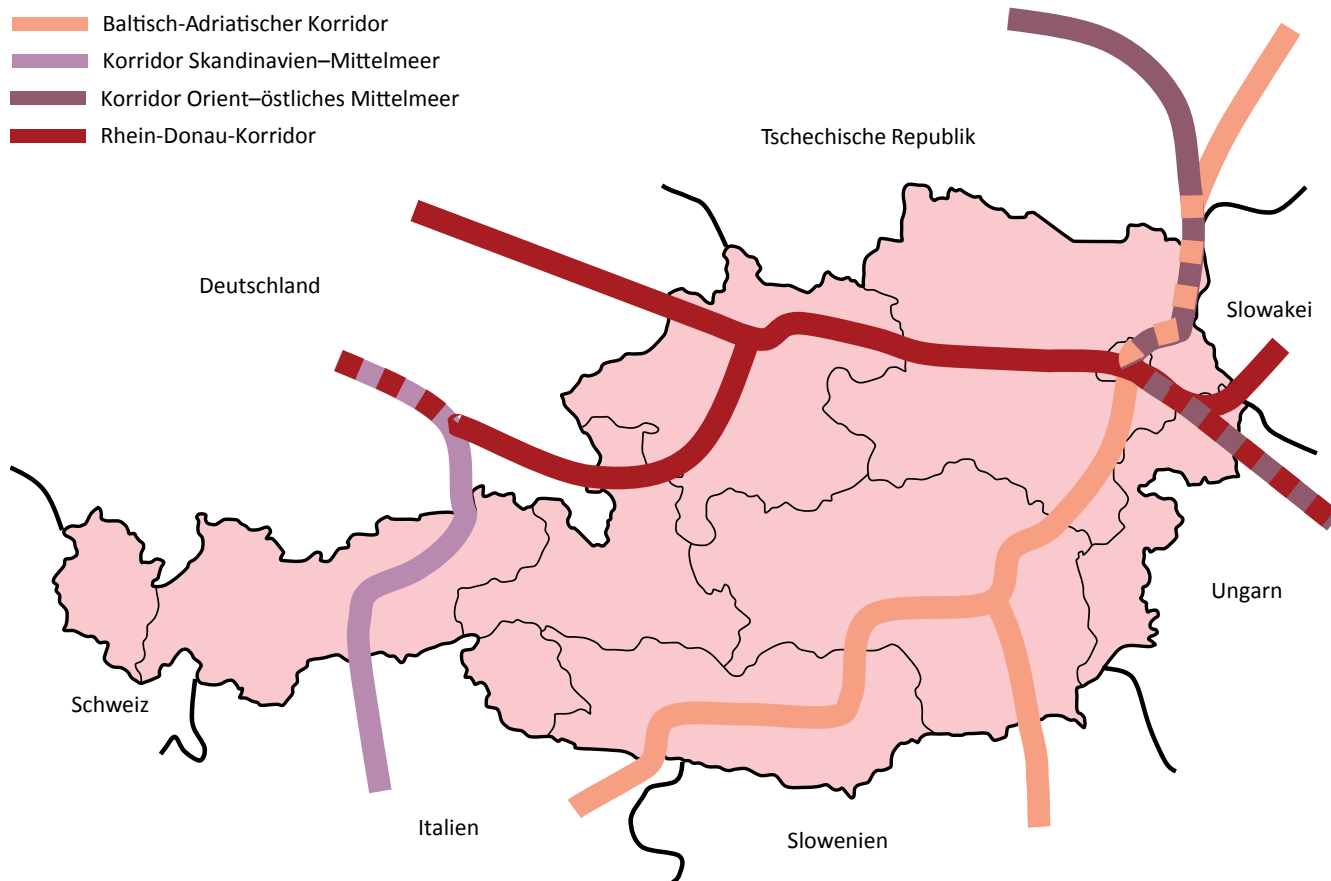 Baltisch-Adriatischer Korridor
Korridor Skandinavien–Mittelmeer
Korridor Orient–östliches Mittelmeer
Rhein-Donau-Korridor
Tschechische Republik
Deutschland
Slowakei
Ungarn
Schweiz
Italien
Slowenien